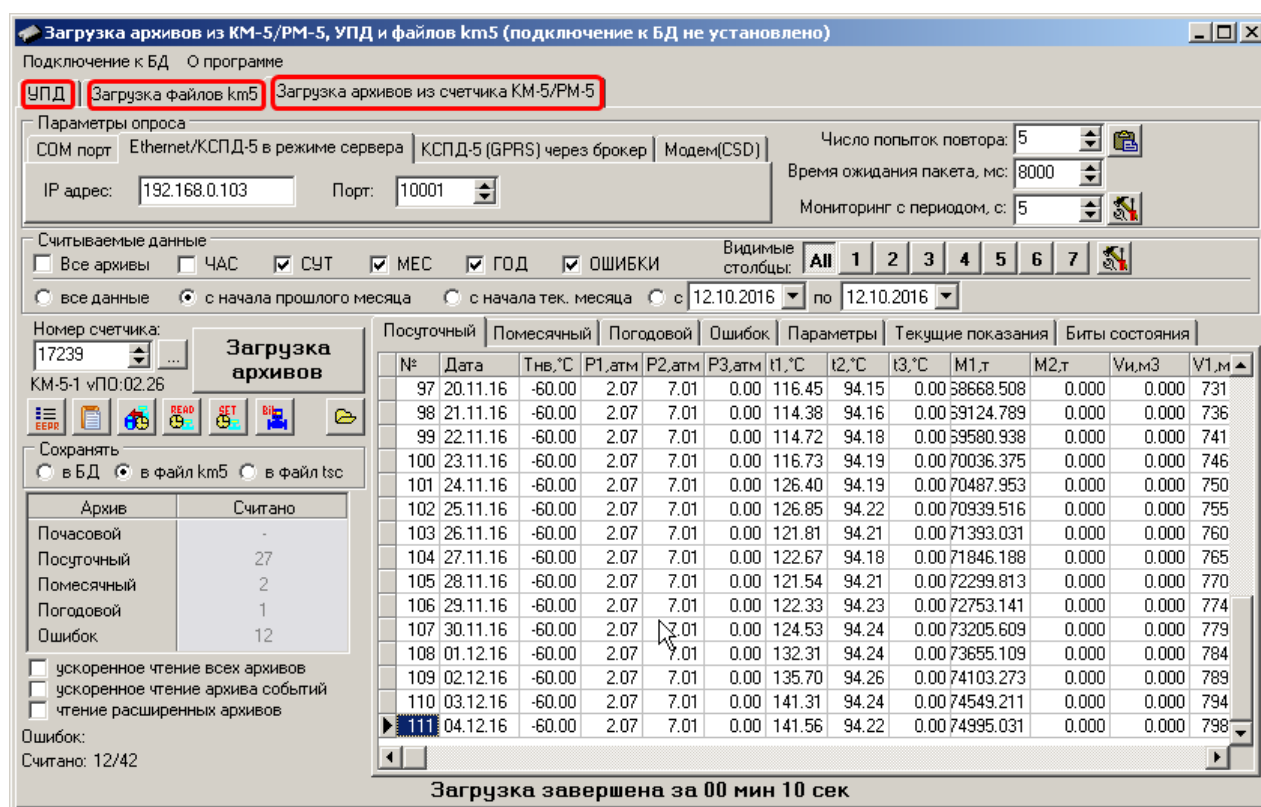 Загрузка архивов из КМ-5/РМ-5, УПД и файлов km5 (подключение к БД не установлено)
Подключение к БД О программе
УПД Загрузка файлов km5 Загрузка архивов из счетчика КМ-5/РМ-5
Параметры опроса
COM порт Ethernet/КСПД-5 в режиме сервера КСПД-5 (GPRS) через брокер Модем(CSD)
IP адрес: 192.168.0.103 Порт: 10001
Число попыток повтора: 5
Время ожидания пакета, мс: 8000
Мониторинг с периодом, с: 5
Считываемые данные
Все архивы ЧАС СУТ МЕС ГОД ОШИБКИ
Видимые столбцы: All 1 2 3 4 5 6 7
все данные с начала прошлого месяца с начала тек. месяца с 12.10.2016 по 12.10.2016
Номер счетчика:
17239 ...
КМ-5-1 vПО:02.26
Загрузка
архивов
EEPR READ SET
Сохранять
в БД в файл km5 в файл tsc
Архив Считано
Почасовой -
Посуточный 27
Помесячный 2
Погодовой 1
Ошибок 12
ускоренное чтение всех архивов
ускоренное чтение архива событий
чтение расширенных архивов
Ошибок:
Считано: 12/42
Посуточный Помесячный Погодовой Ошибок Параметры Текущие показания Биты состояния
№ Дата Tнв,°C P1,атм P2,атм P3,атм t1,°C t2,°C t3,°C M1,т M2,т Vи,м3 V1,м
97 20.11.16 -60.00 2.07 7.01 0.00 116.45 94.15 0.00 68668.508 0.000 0.000 731
98 21.11.16 -60.00 2.07 7.01 0.00 114.38 94.16 0.00 69124.789 0.000 0.000 736
99 22.11.16 -60.00 2.07 7.01 0.00 114.72 94.18 0.00 69580.938 0.000 0.000 741
100 23.11.16 -60.00 2.07 7.01 0.00 116.73 94.19 0.00 70036.375 0.000 0.000 746
101 24.11.16 -60.00 2.07 7.01 0.00 126.40 94.19 0.00 70487.953 0.000 0.000 750
102 25.11.16 -60.00 2.07 7.01 0.00 126.85 94.22 0.00 70939.516 0.000 0.000 755
103 26.11.16 -60.00 2.07 7.01 0.00 121.81 94.21 0.00 71393.031 0.000 0.000 760
104 27.11.16 -60.00 2.07 7.01 0.00 122.67 94.18 0.00 71846.188 0.000 0.000 765
105 28.11.16 -60.00 2.07 7.01 0.00 121.54 94.21 0.00 72299.813 0.000 0.000 770
106 29.11.16 -60.00 2.07 7.01 0.00 122.33 94.23 0.00 72753.141 0.000 0.000 774
107 30.11.16 -60.00 2.07 7.01 0.00 124.53 94.24 0.00 73205.609 0.000 0.000 779
108 01.12.16 -60.00 2.07 7.01 0.00 132.31 94.24 0.00 73655.109 0.000 0.000 784
109 02.12.16 -60.00 2.07 7.01 0.00 135.70 94.26 0.00 74103.273 0.000 0.000 789
110 03.12.16 -60.00 2.07 7.01 0.00 141.31 94.24 0.00 74549.211 0.000 0.000 794
111 04.12.16 -60.00 2.07 7.01 0.00 141.56 94.22 0.00 74995.031 0.000 0.000 798
Загрузка завершена за 00 мин 10 сек